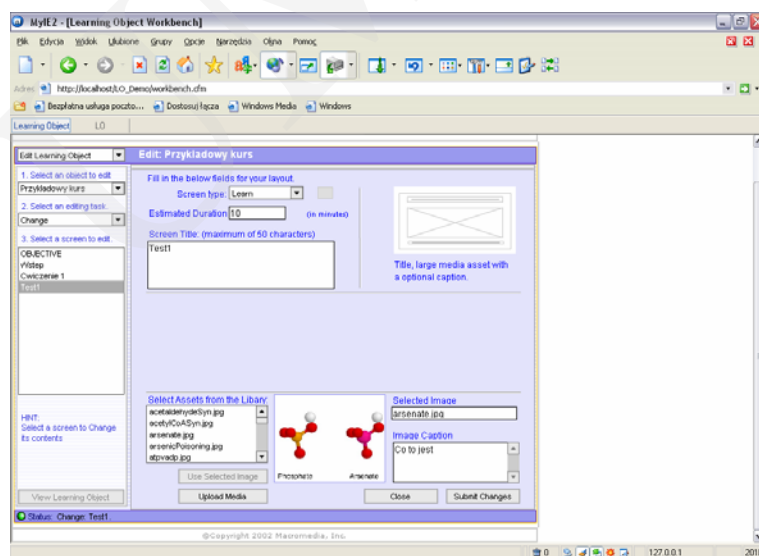 MyIE2 - [Learning Object Workbench]
Plik Edycja Widok Ulubione Grupy Opcje Narzędzia Okna Pomoc
Adres http://localhost/LO_Demo/workbench.cfm
Bezpłatna usługa poczto... Dostosuj łącza Windows Media Windows
Learning Object LO
Edit Learning Object
Edit: Przykladowy kurs
1. Select an object to edit
Przykladowy kurs
2. Select an editing task.
Change
3. Select a screen to edit.
OBJECTIVE
Wstep
Cwiczenie 1
Test1
HINT:
Select a screen to Change
its contents
View Learning Object
Fill in the below fields for your layout.
Screen type: Learn
Estimated Duration 10 (in minutes)
Screen Title: (maximum of 50 characters)
Test1
Title, large media asset with
a optional caption.
Select Assets from the Libary
acetaldehydeSyn.jpg
acetylCoASyn.jpg
arsenate.jpg
arsenicPoisoning.jpg
atpvadp.jpg
Use Selected Image
Upload Media
Phosphate Arsenate
Selected Image
arsenate.jpg
Image Caption
Co to jest
Close Submit Changes
Status: Change: Test1.
©Copyright 2002 Macromedia, Inc.
0 127.0.0.1 201